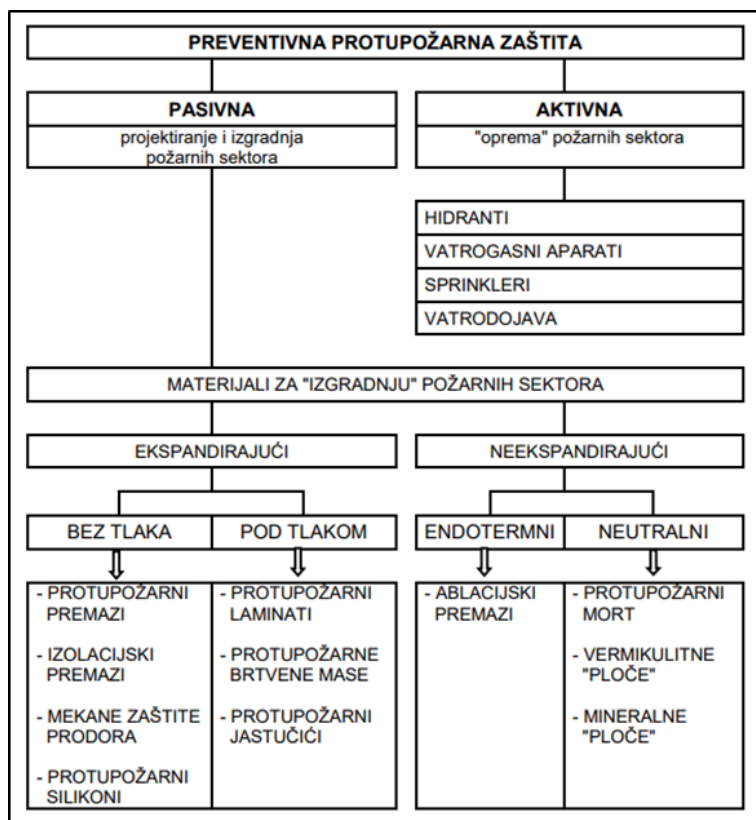 PREVENTIVNA PROTUPOŽARNA ZAŠTITA
PASIVNA
projektiranje i izgradnja
požarnih sektora
AKTIVNA
"oprema" požarnih sektora
HIDRANTI
VATROGASNI APARATI
SPRINKLERI
VATRODOJAVA
MATERIJALI ZA "IZGRADNJU" POŽARNIH SEKTORA
EKSPANDIRAJUĆI
NEEKSPANDIRAJUĆI
BEZ TLAKA
POD TLAKOM
ENDOTERMNI
NEUTRALNI
- PROTUPOŽARNI
PREMAZI
- IZOLACIJSKI
PREMAZI
- MEKANE ZAŠTITE
PRODORA
- PROTUPOŽARNI
SILIKONI
- PROTUPOŽARNI
LAMINATI
- PROTUPOŽARNE
BRTVENE MASE
- PROTUPOŽARNI
JASTUČIĆI
- ABLACIJSKI
PREMAZI
- PROTUPOŽARNI
MORT
- VERMIKULITNE
"PLOČE"
- MINERALNE
"PLOČE"